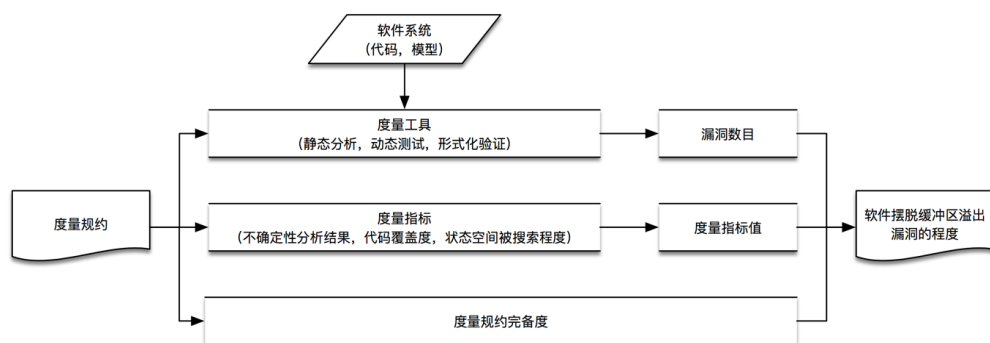 软件系统
（代码，模型）
度量工具
（静态分析，动态测试，形式化验证）
漏洞数目
度量规约
度量指标
（不确定性分析结果，代码覆盖度，状态空间被搜索程度）
度量指标值
软件摆脱缓冲区溢出
漏洞的程度
度量规约完备度